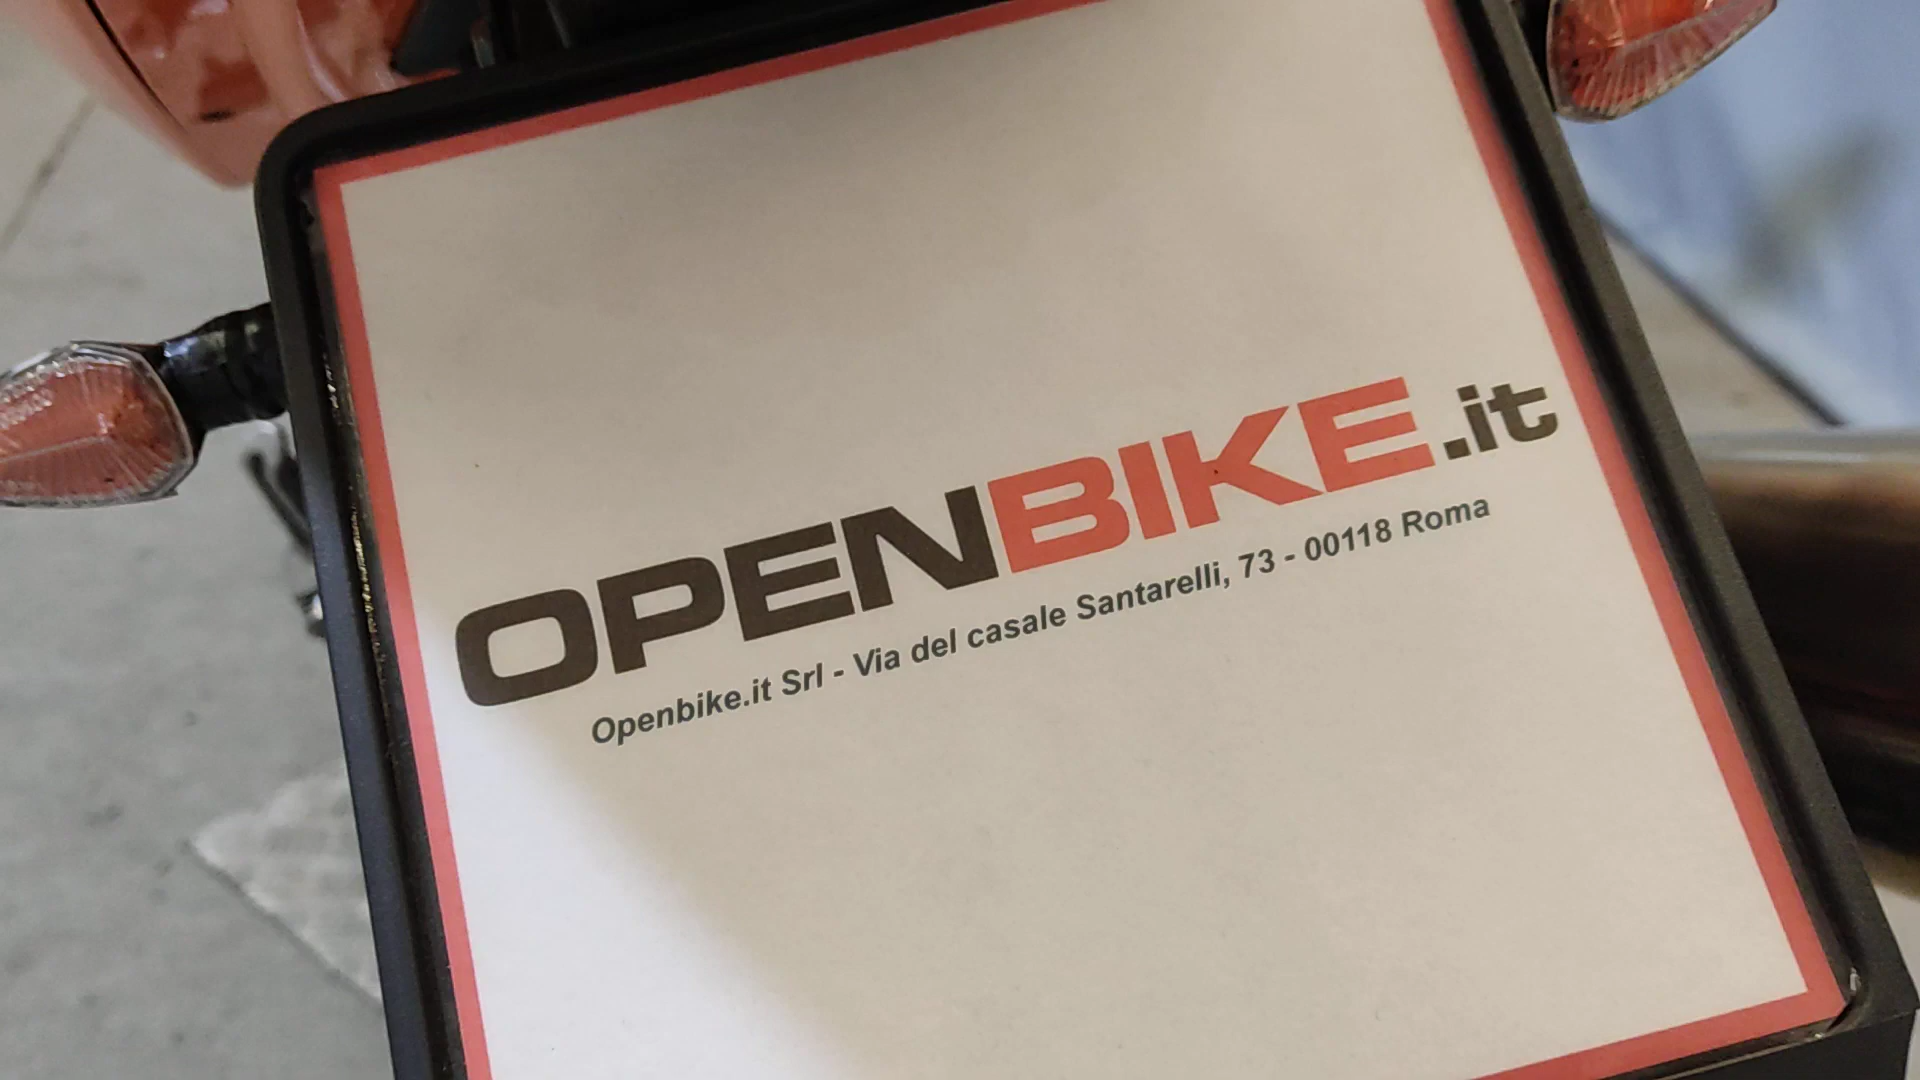 OPENBIKE.it
Openbike.it Srl - Via del casale Santarelli, 73 - 00118 Roma